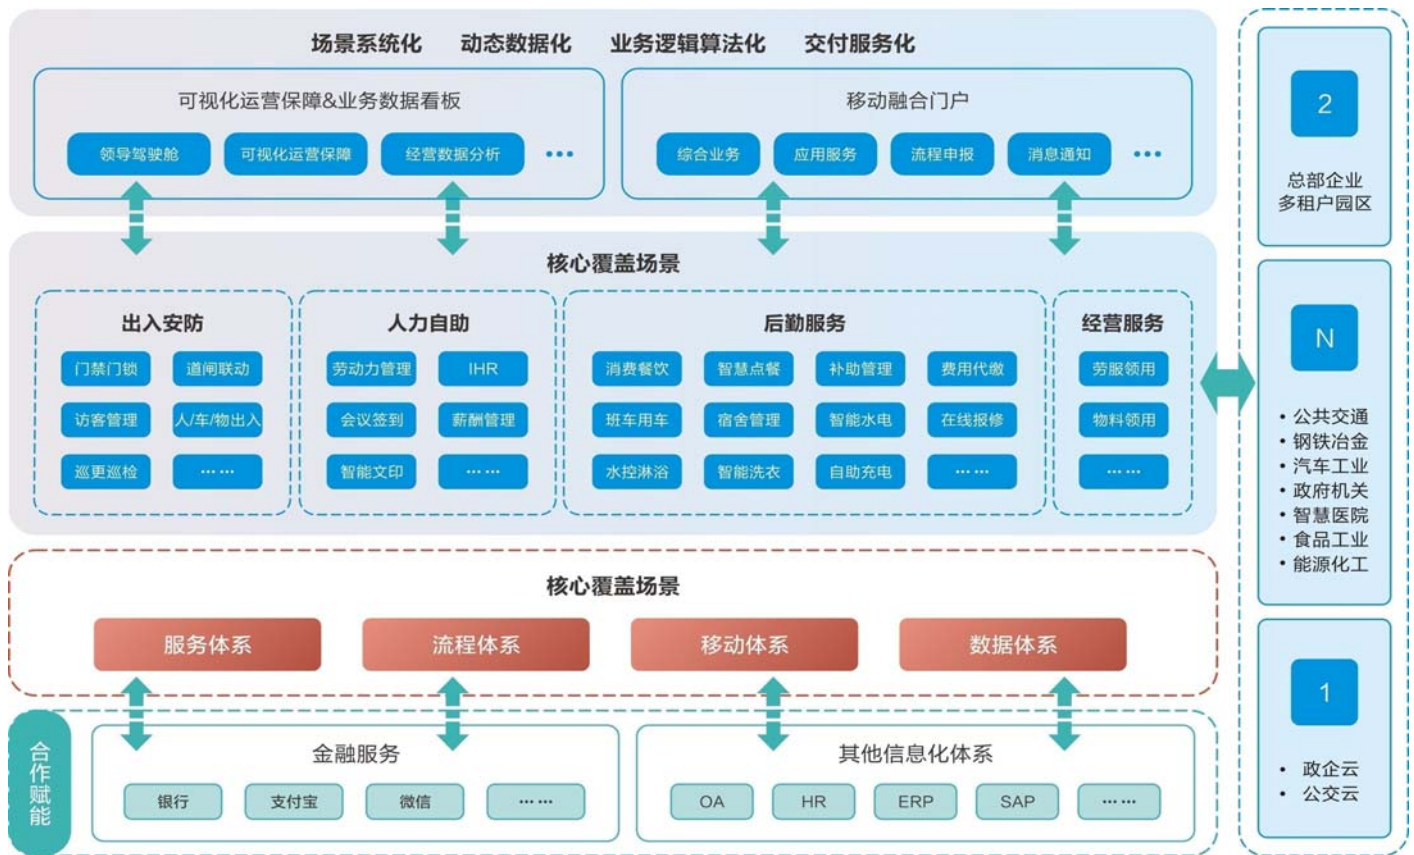 场景系统化 动态数据化 业务逻辑算法化 交付服务化
可视化运营保障&业务数据看板
领导驾驶舱 可视化运营保障 经营数据分析 •••
移动融合门户
综合业务 应用服务 流程申报 消息通知 •••
核心覆盖场景
出入安防
门禁门锁 道闸联动
访客管理 人/车/物出入
巡更巡检 ……
人力自助
劳动力管理 IHR
会议签到 薪酬管理
智能文印 ……
后勤服务
消费餐饮 智慧点餐 补助管理 费用代缴
班车用车 宿舍管理 智能水电 在线报修
水控淋浴 智能洗衣 自助充电 ……
经营服务
劳服领用
物料领用
……
核心覆盖场景
服务体系 流程体系 移动体系 数据体系
合作赋能
金融服务
银行 支付宝 微信 ……
其他信息化体系
OA HR ERP SAP ……
2
总部企业
多租户园区
N
• 公共交通
• 钢铁冶金
• 汽车工业
• 政府机关
• 智慧医院
• 食品工业
• 能源化工
1
• 政企云
• 公交云